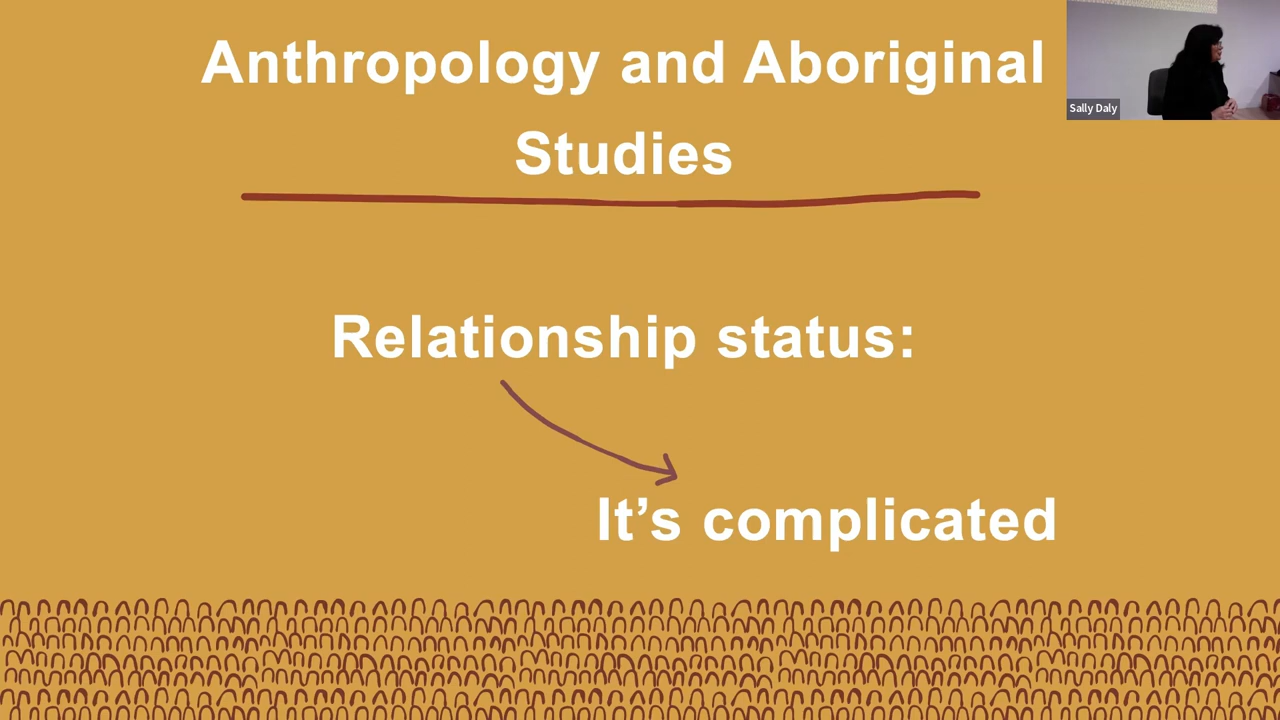 Anthropology and Aboriginal
Studies
Sally Daly
Relationship status:
It’s complicated